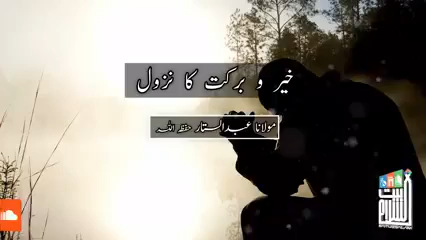 خیر و برکت کا نزول
مولانا عبدالستار حفظہ اللہ